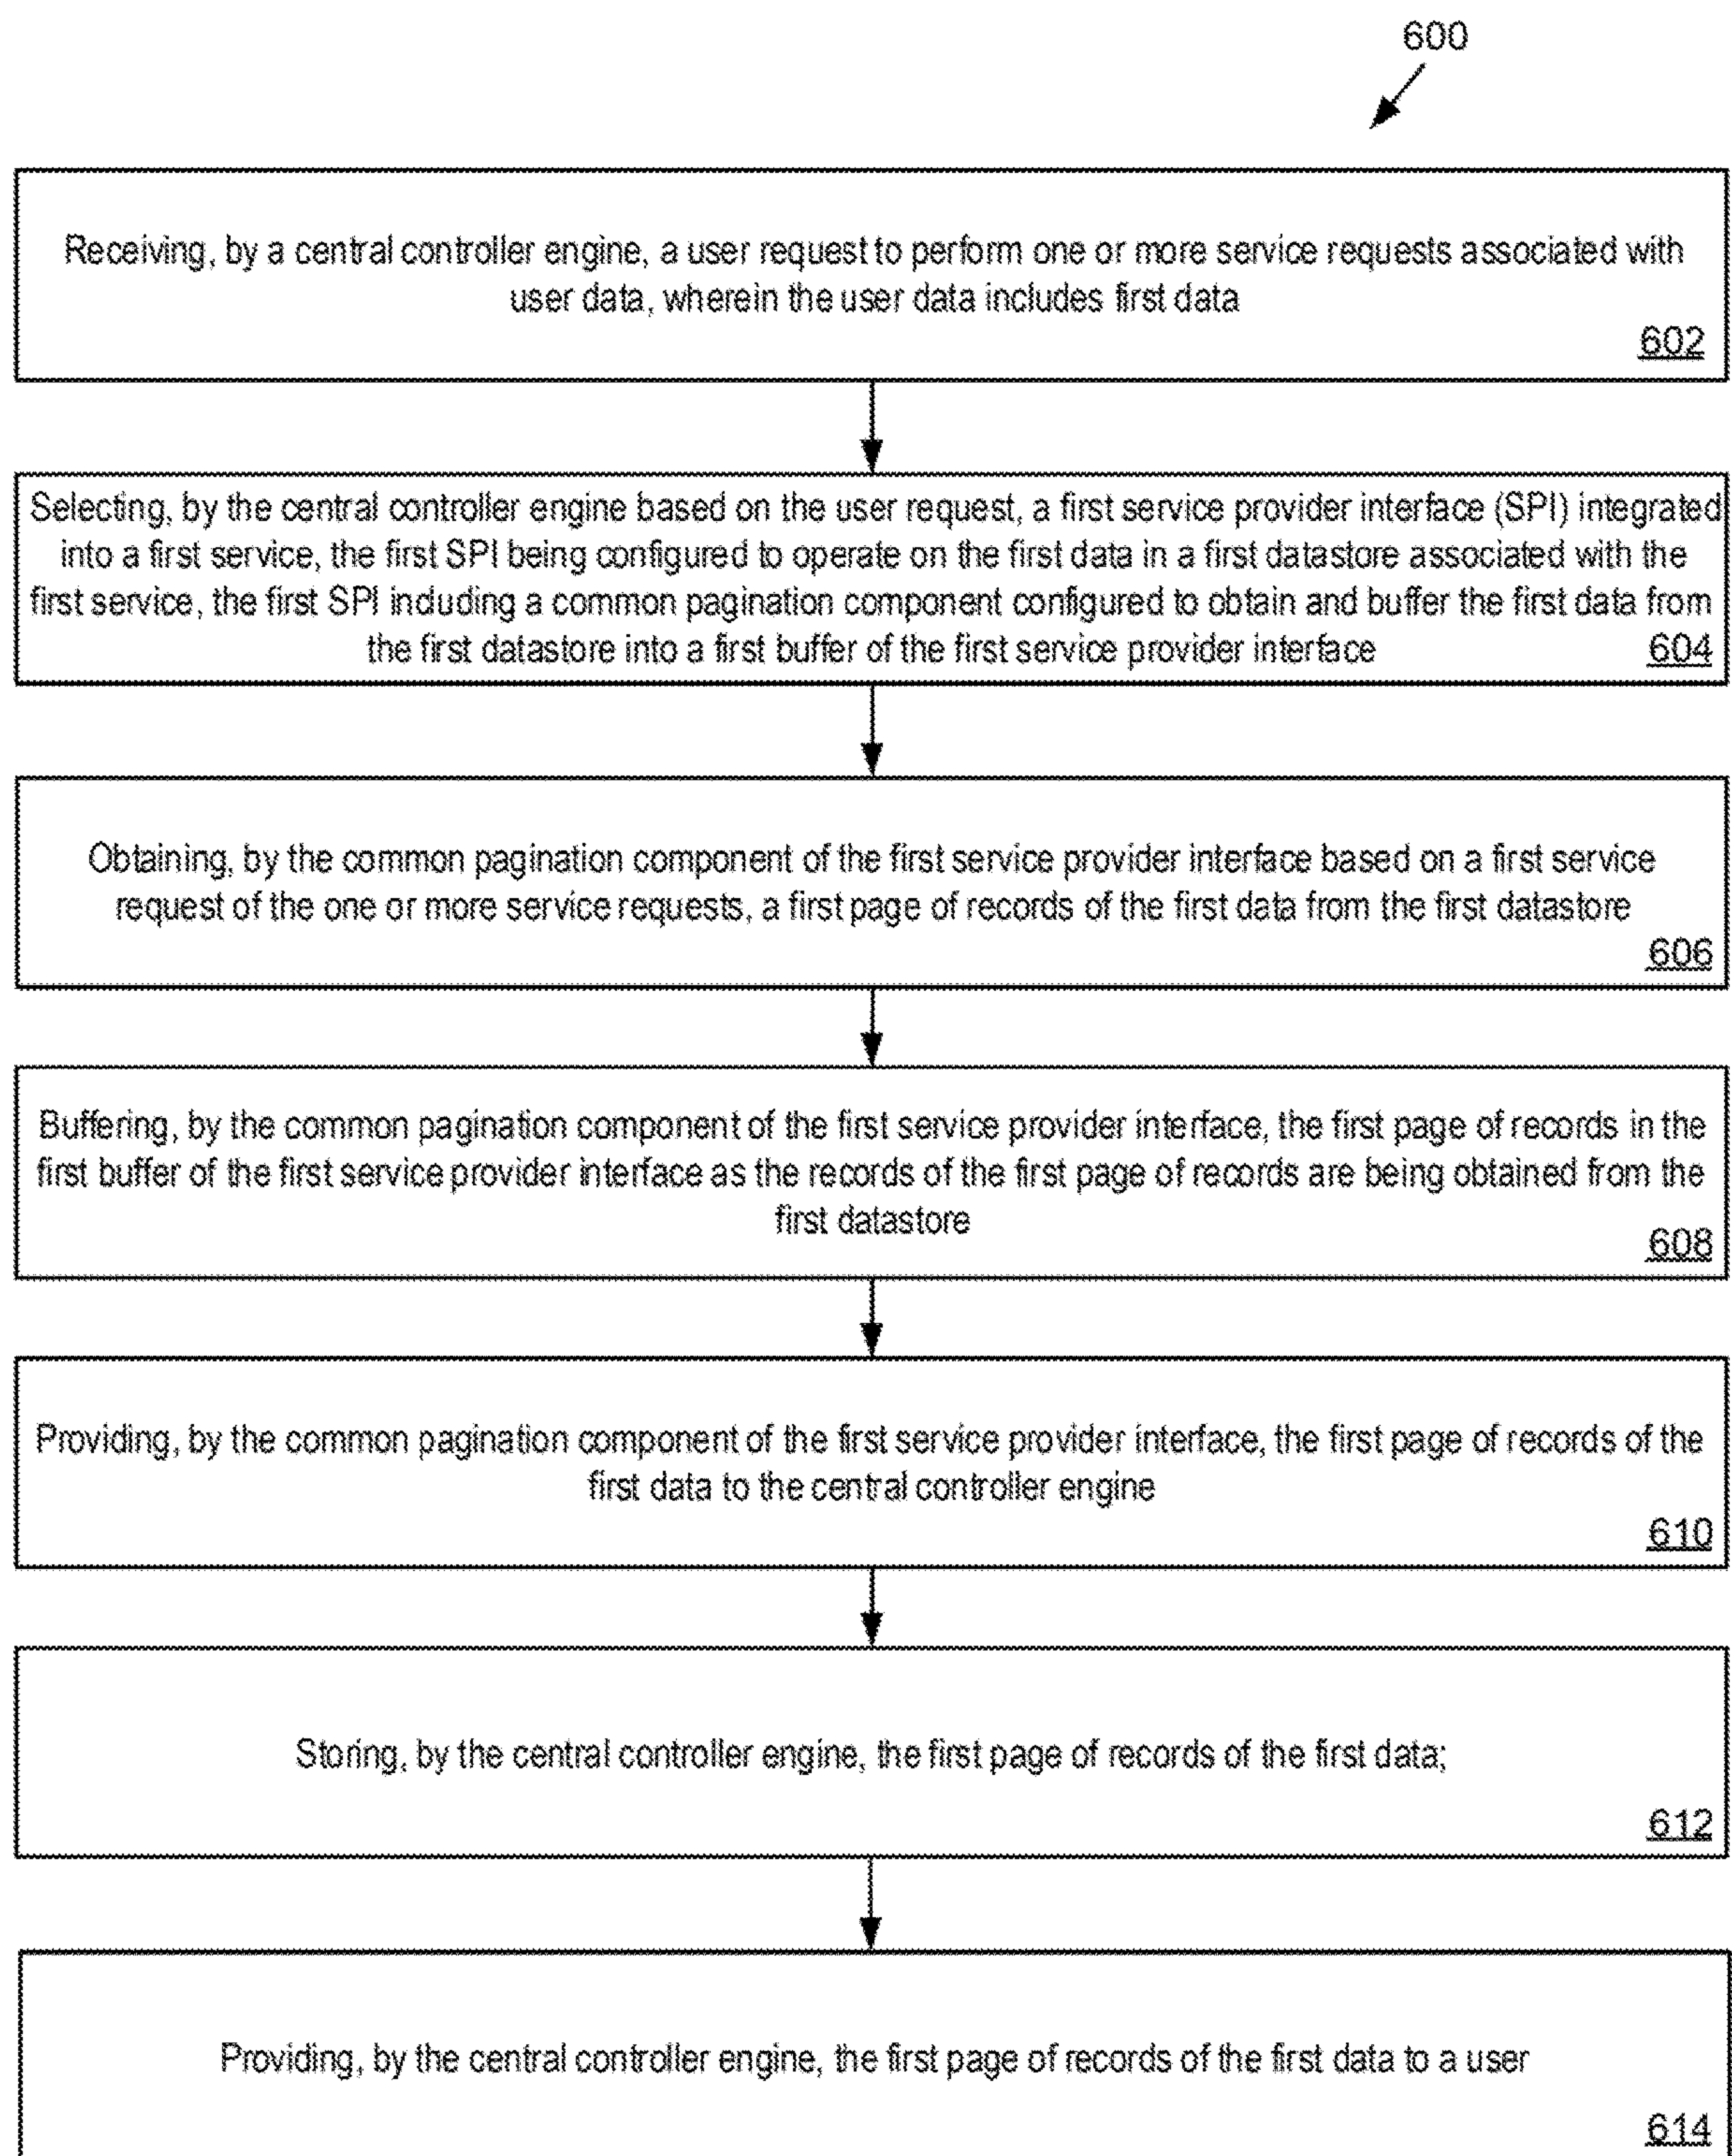 600
Receiving, by a central controller engine, a user request to perform one or more service requests associated with
user data, wherein the user data includes first data
602
Selecting, by the central controller engine based on the user request, a first service provider interface (SPI) integrated
into a first service, the first SPI being configured to operate on the first data in a first datastore associated with the
first service, the first SPI including a common pagination component configured to obtain and buffer the first data from
the first datastore into a first buffer of the first service provider interface
604
Obtaining, by the common pagination component of the first service provider interface based on a first service
request of the one or more service requests, a first page of records of the first data from the first datastore
606
Buffering, by the common pagination component of the first service provider interface, the first page of records in the
first buffer of the first service provider interface as the records of the first page of records are being obtained from the
first datastore
608
Providing, by the common pagination component of the first service provider interface, the first page of records of the
first data to the central controller engine
610
Storing, by the central controller engine, the first page of records of the first data;
612
Providing, by the central controller engine, the first page of records of the first data to a user
614